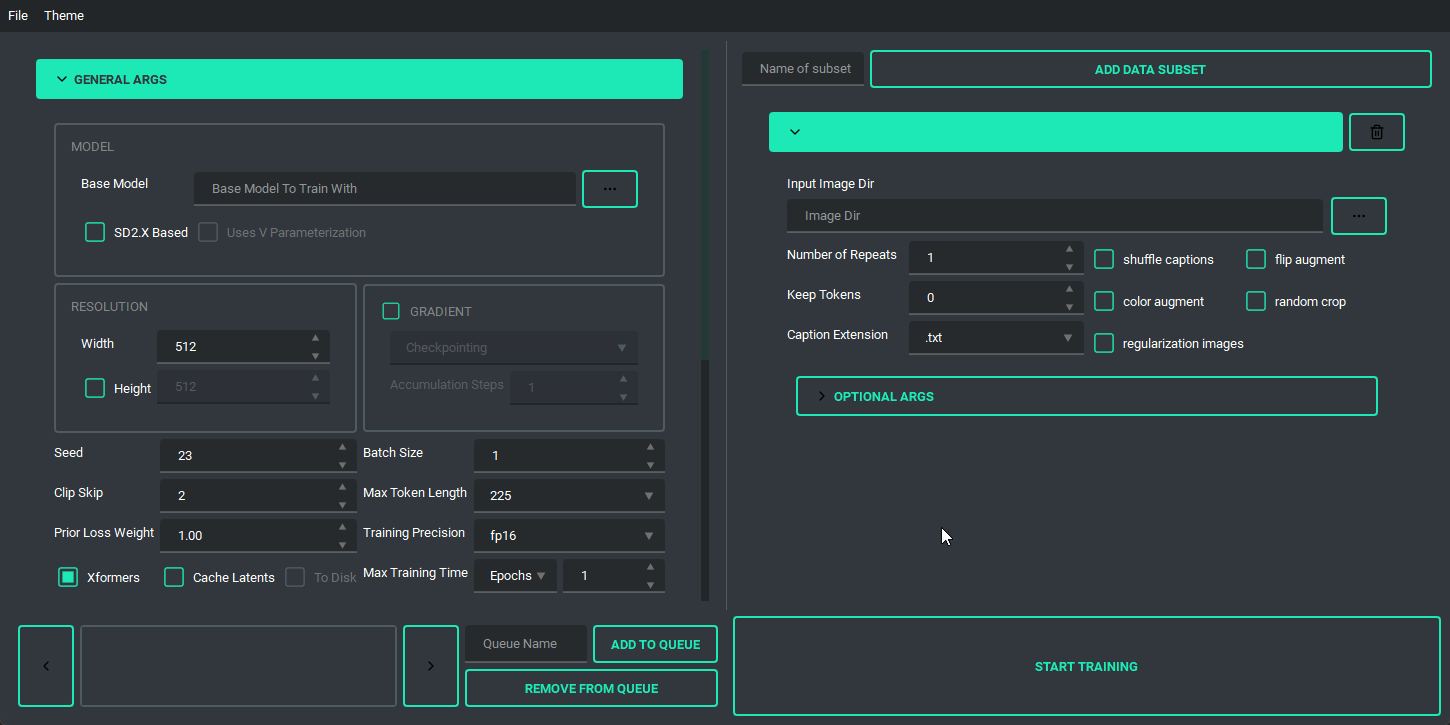 File Theme
GENERAL ARGS
MODEL
Base Model Base Model To Train With ...
SD2.X Based Uses V Parameterization
RESOLUTION
Width 512
Height 512
GRADIENT
Checkpointing
Accumulation Steps 1
Seed 23
Batch Size 1
Clip Skip 2
Max Token Length 225
Prior Loss Weight 1.00
Training Precision fp16
Xformers Cache Latents To Disk
Max Training Time Epochs 1
Name of subset ADD DATA SUBSET
Input Image Dir
Image Dir ...
Number of Repeats 1 shuffle captions flip augment
Keep Tokens 0 color augment random crop
Caption Extension .txt regularization images
> OPTIONAL ARGS
< >
Queue Name ADD TO QUEUE
REMOVE FROM QUEUE
START TRAINING